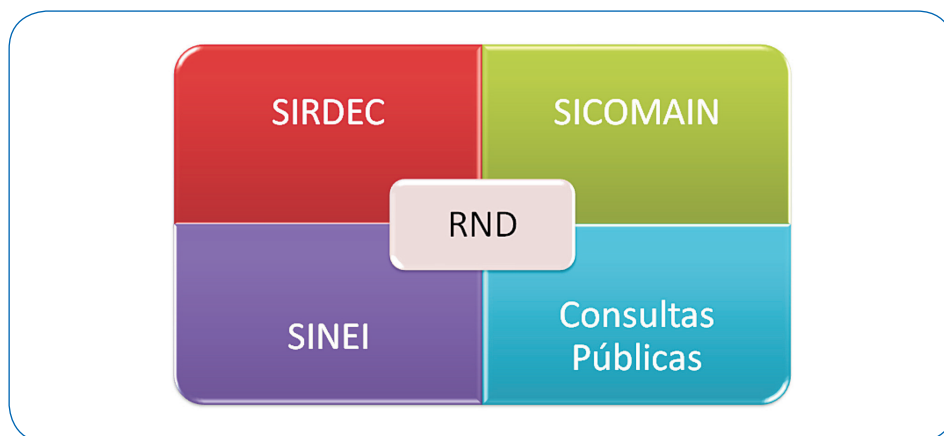 SIRDEC
SICOMAIN
RND
SINEI
Consultas
Públicas